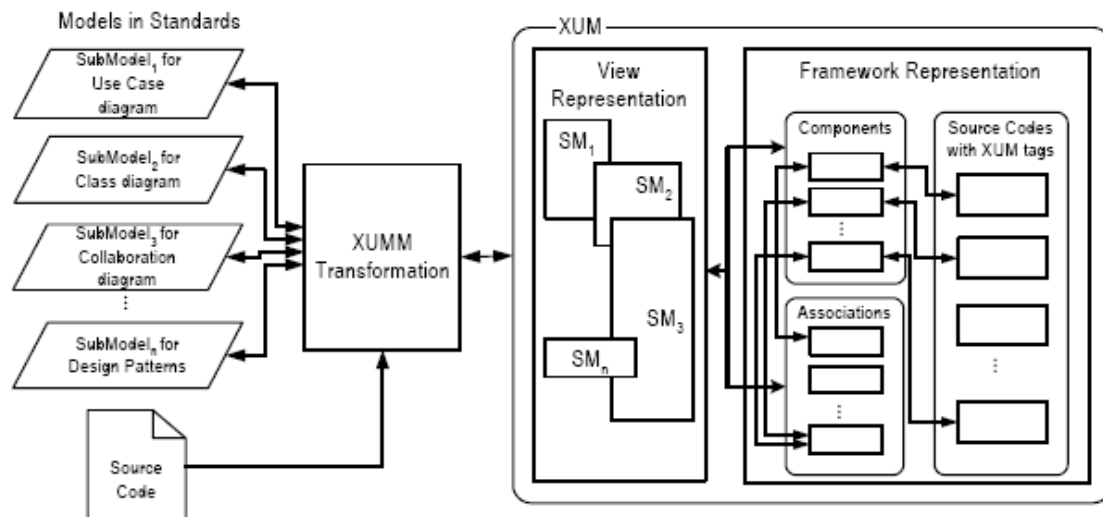 Models in Standards
SubModel₁ for
Use Case
diagram
SubModel₂ for
Class diagram
SubModel₃ for
Collaboration
diagram
⋮
SubModelₙ for
Design Patterns
Source
Code
XUMM
Transformation
XUM
View
Representation
SM₁
SM₂
SM₃
SMₙ
Framework Representation
Components
⋮
Associations
⋮
Source Codes
with XUM tags
⋮